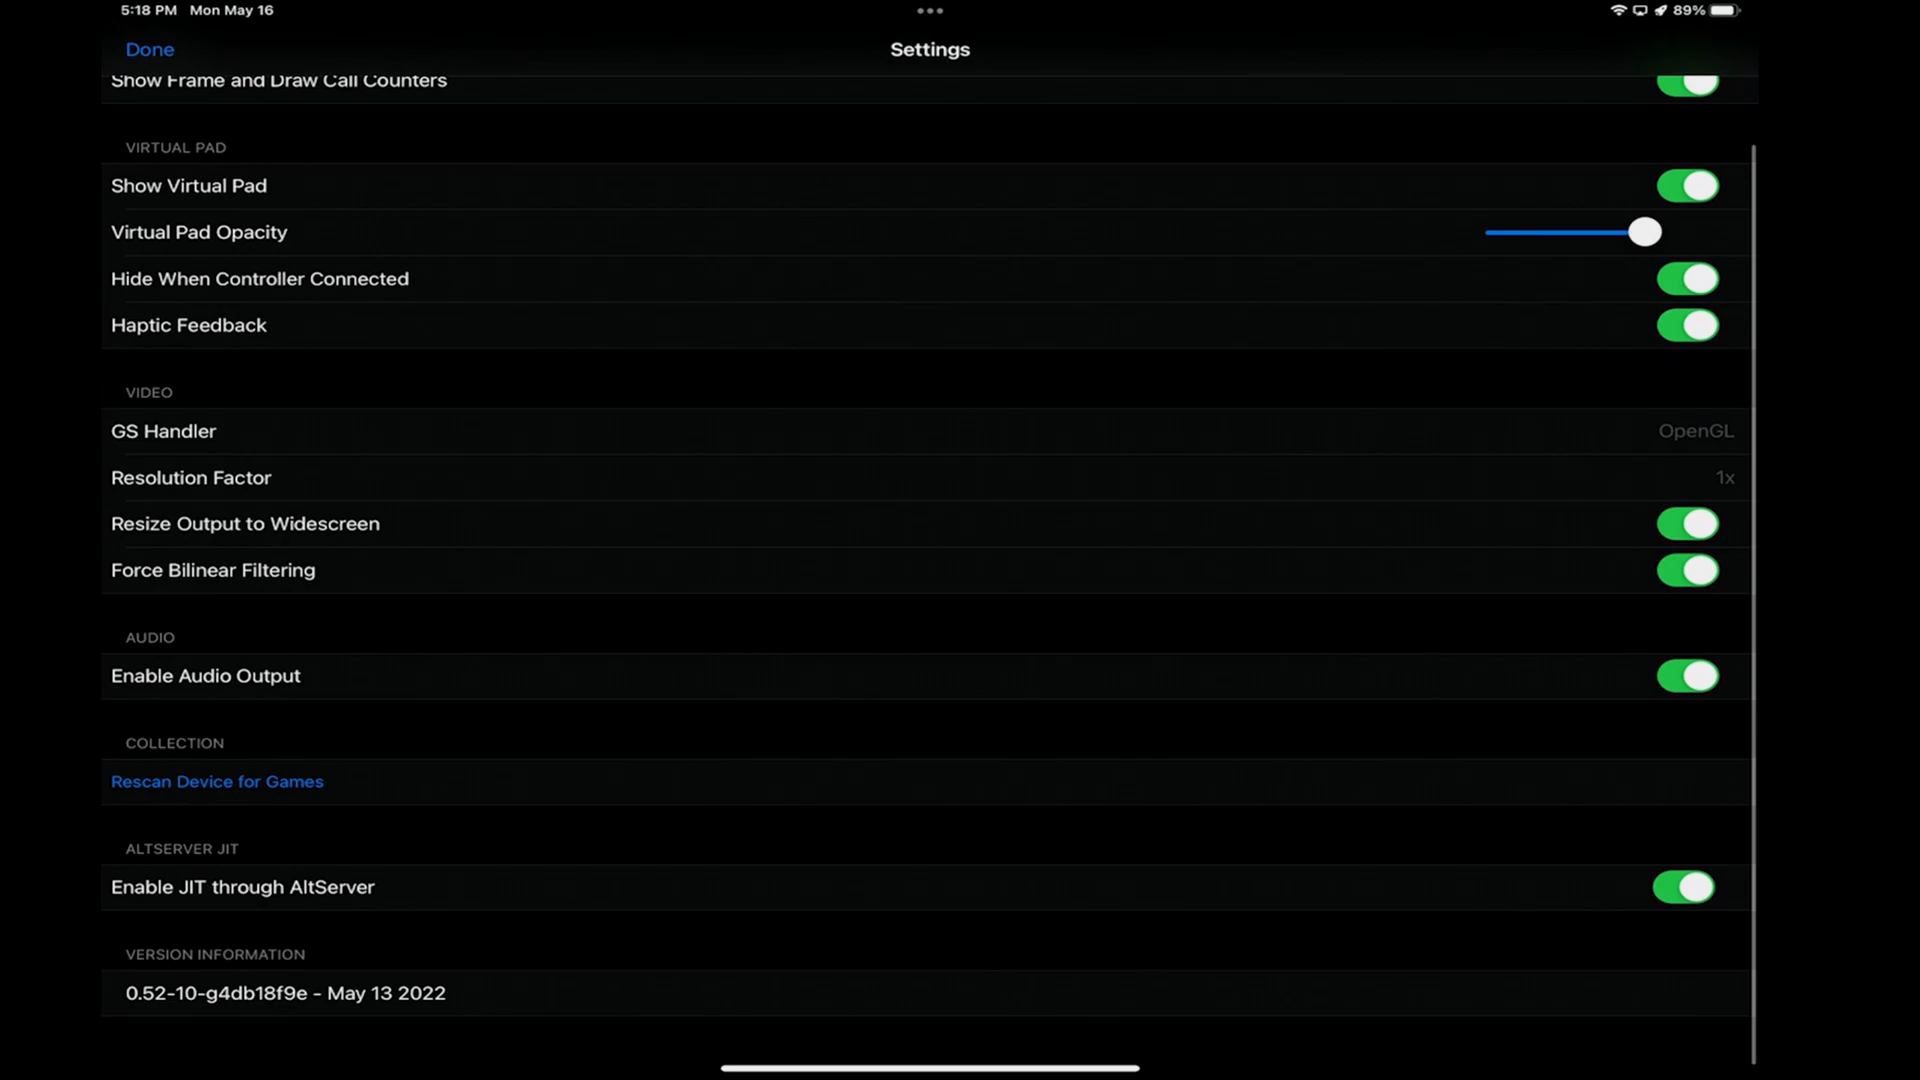 5:18 PM Mon May 16
89%
Done
Settings
Show Frame and Draw Call Counters
VIRTUAL PAD
Show Virtual Pad
Virtual Pad Opacity
Hide When Controller Connected
Haptic Feedback
VIDEO
GS Handler
OpenGL
Resolution Factor
1x
Resize Output to Widescreen
Force Bilinear Filtering
AUDIO
Enable Audio Output
COLLECTION
Rescan Device for Games
ALTSERVER JIT
Enable JIT through AltServer
VERSION INFORMATION
0.52-10-g4db18f9e - May 13 2022